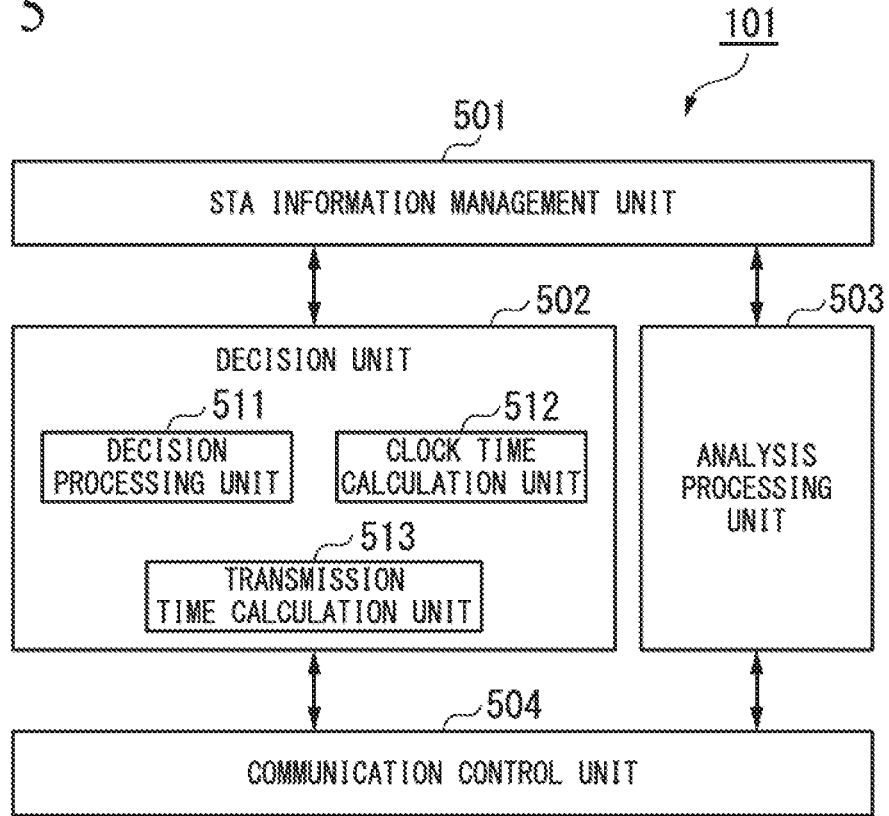 5
101
501
STA INFORMATION MANAGEMENT UNIT
502
503
DECISION UNIT
511
512
DECISION
PROCESSING UNIT
CLOCK TIME
CALCULATION UNIT
ANALYSIS
PROCESSING
UNIT
513
TRANSMISSION
TIME CALCULATION UNIT
504
COMMUNICATION CONTROL UNIT